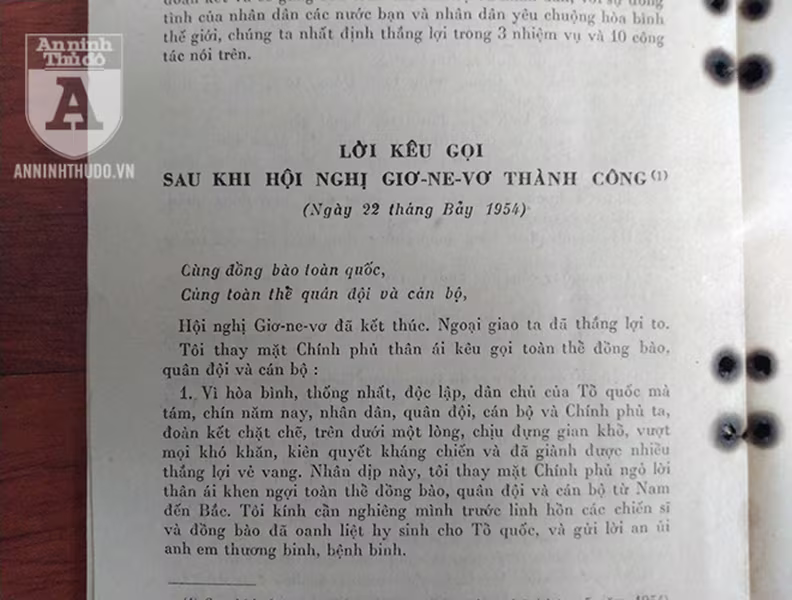 tình của nhân dân các nước bạn và nhân dân yêu chuộng hòa bình
thế giới, chúng ta nhất định thắng lợi trong 3 nhiệm vụ và 10 công
tác nói trên.
An ninh
Thủ đô
A
ANNINHTHUDO.VN
LỜI KÊU GỌI
SAU KHI HỘI NGHỊ GIƠ-NE-VƠ THÀNH CÔNG (1)
(Ngày 22 tháng Bảy 1954)
Cùng đồng bào toàn quốc,
Cùng toàn thể quân đội và cán bộ,
Hội nghị Giơ-ne-vơ đã kết thúc. Ngoại giao ta đã thắng lợi to.
Tôi thay mặt Chính phủ thân ái kêu gọi toàn thể đồng bào,
quân đội và cán bộ :
1. Vì hòa bình, thống nhất, độc lập, dân chủ của Tổ quốc mà
tám, chín năm nay, nhân dân, quân đội, cán bộ và Chính phủ ta,
đoàn kết chặt chẽ, trên dưới một lòng, chịu đựng gian khổ, vượt
mọi khó khăn, kiên quyết kháng chiến và đã giành được nhiều
thắng lợi vẻ vang. Nhân dịp này, tôi thay mặt Chính phủ ngỏ lời
thân ái khen ngợi toàn thể đồng bào, quân đội và cán bộ từ Nam
đến Bắc. Tôi kính cẩn nghiêng mình trước linh hồn các chiến sĩ
và đồng bào đã oanh liệt hy sinh cho Tổ quốc, và gửi lời an ủi
anh em thương binh, bệnh binh.